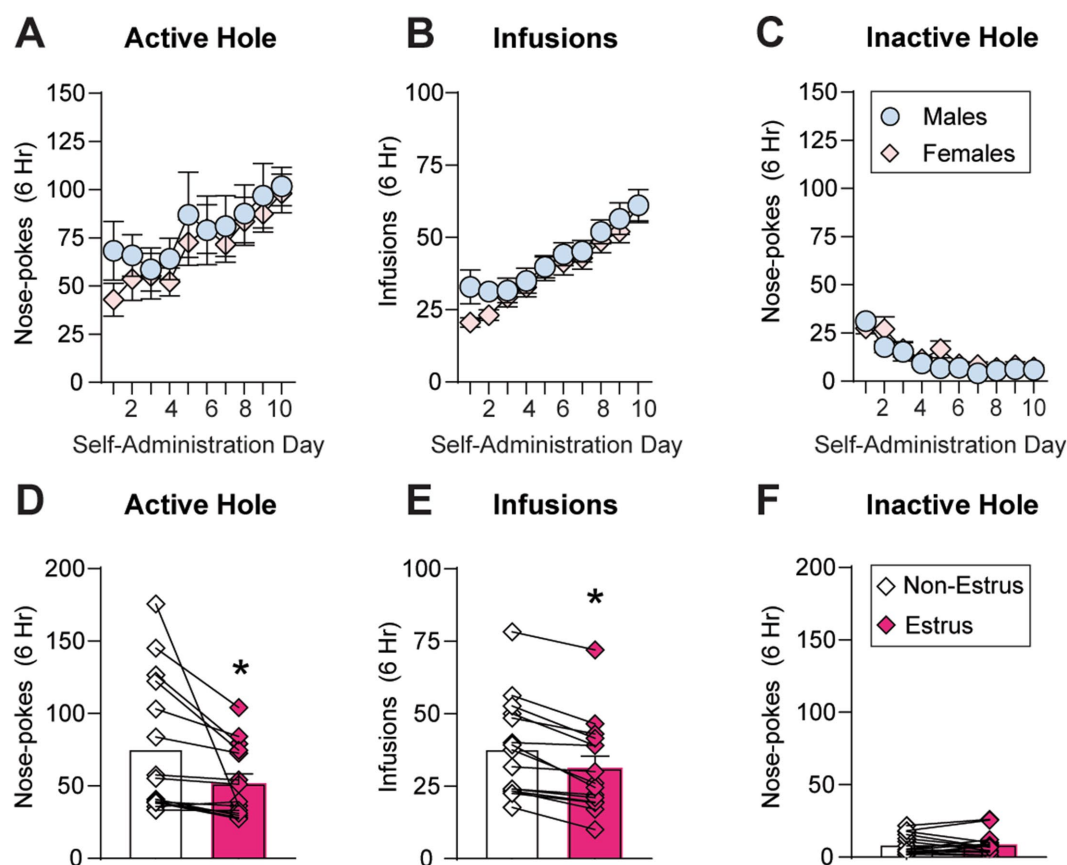 A Active Hole
Nose-pokes (6 Hr)
150
125
100
75
50
25
0
2 4 6 8 10
Self-Administration Day
B Infusions
Infusions (6 Hr)
100
75
50
25
0
2 4 6 8 10
Self-Administration Day
C Inactive Hole
Nose-pokes (6 Hr)
150
125
100
75
50
25
0
Males
Females
2 4 6 8 10
Self-Administration Day
D Active Hole
Nose-pokes (6 Hr)
200
150
100
50
0
*
E Infusions
Infusions (6 Hr)
100
75
50
25
0
*
F Inactive Hole
Nose-pokes (6 Hr)
200
150
100
50
0
Non-Estrus
Estrus